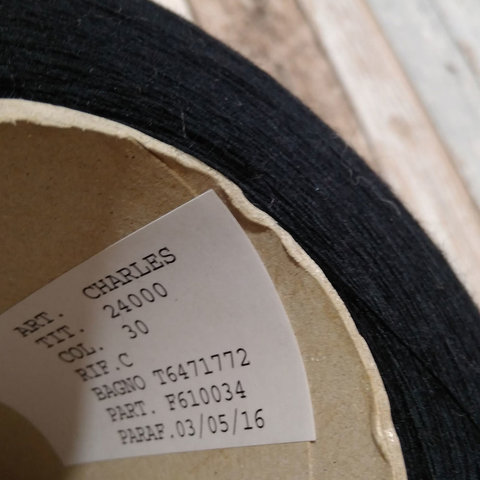 ART. CHARLES
TIT. 24000
COL. 30
RIF.C
BAGNO T6471772
PART. F610034
PARAF.03/05/16